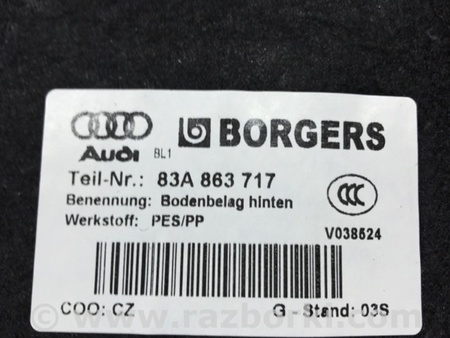 BORGERS
Audi BL1
Teil-Nr.: 83A 863 717
Benennung: Bodenbelag hinten
Werkstoff: PES/PP
CCC
V038524
COO: CZ G - Stand: 03S
© www.razborki.com